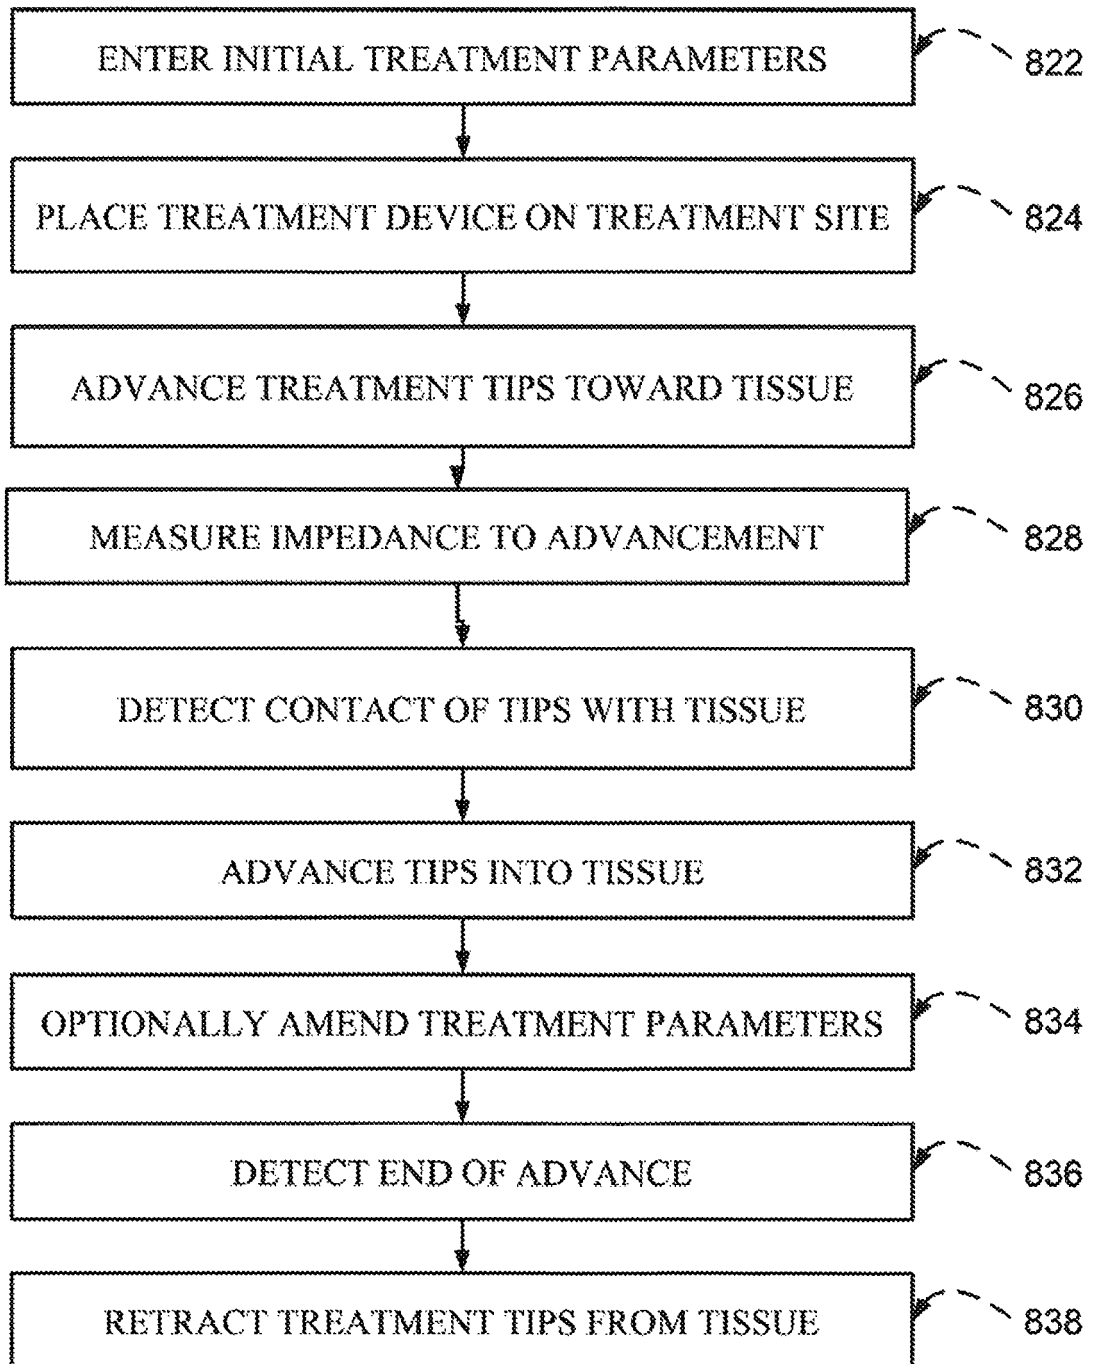 ENTER INITIAL TREATMENT PARAMETERS 822
PLACE TREATMENT DEVICE ON TREATMENT SITE 824
ADVANCE TREATMENT TIPS TOWARD TISSUE 826
MEASURE IMPEDANCE TO ADVANCEMENT 828
DETECT CONTACT OF TIPS WITH TISSUE 830
ADVANCE TIPS INTO TISSUE 832
OPTIONALLY AMEND TREATMENT PARAMETERS 834
DETECT END OF ADVANCE 836
RETRACT TREATMENT TIPS FROM TISSUE 838